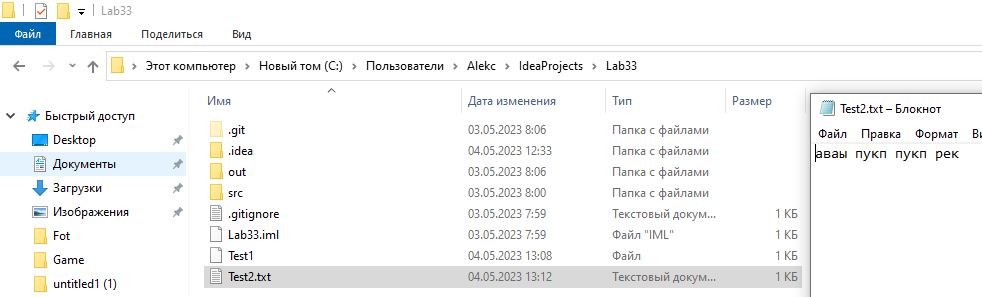 Lab33
Файл Главная Поделиться Вид
Этот компьютер > Новый том (C:) > Пользователи > Alekc > IdeaProjects > Lab33
Имя Дата изменения Тип Размер
Быстрый доступ
Desktop
Документы
Загрузки
Изображения
Fot
Game
untitled1 (1)
.git 03.05.2023 8:06 Папка с файлами
.idea 04.05.2023 12:33 Папка с файлами
out 03.05.2023 8:06 Папка с файлами
src 03.05.2023 8:00 Папка с файлами
.gitignore 03.05.2023 7:59 Текстовый докум... 1 КБ
Lab33.iml 03.05.2023 7:59 Файл "IML" 1 КБ
Test1 04.05.2023 13:08 Файл 1 КБ
Test2.txt 04.05.2023 13:12 Текстовый докум... 1 КБ
Test2.txt – Блокнот
Файл Правка Формат Ви
аваы пукп пукп рек